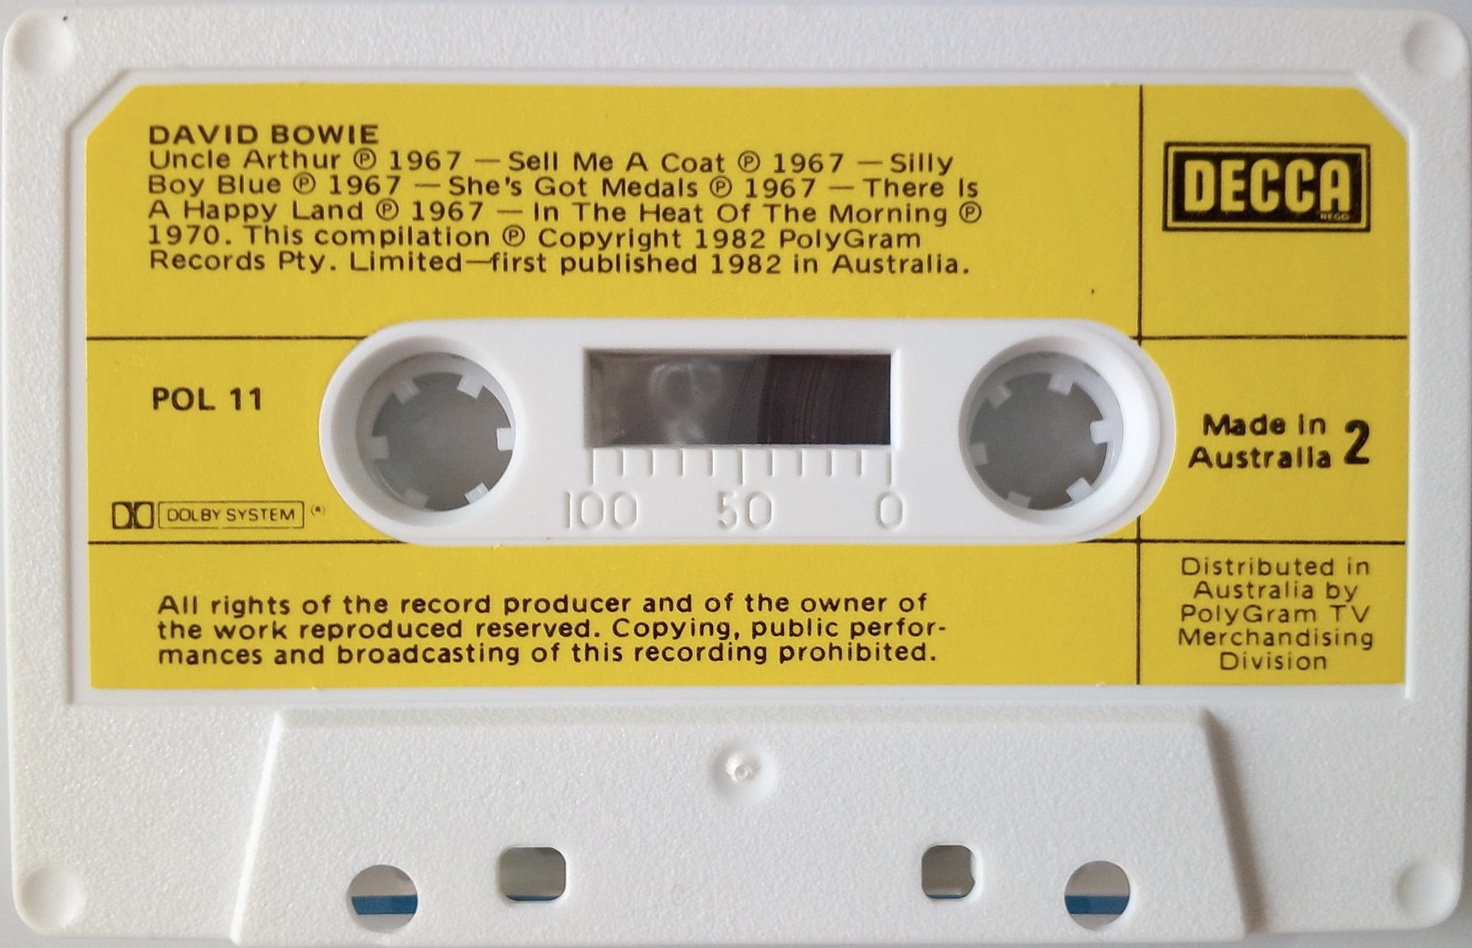 DAVID BOWIE
Uncle Arthur Ⓟ 1967 — Sell Me A Coat Ⓟ 1967 — Silly
Boy Blue Ⓟ 1967 — She's Got Medals Ⓟ 1967 — There Is
A Happy Land Ⓟ 1967 — In The Heat Of The Morning Ⓟ
1970. This compilation Ⓟ Copyright 1982 PolyGram
Records Pty. Limited—first published 1982 in Australia.
DECCA
REGD
POL 11
DOLBY SYSTEM
100 50 0
Made in
Australia 2
All rights of the record producer and of the owner of
the work reproduced reserved. Copying, public perfor-
mances and broadcasting of this recording prohibited.
Distributed in
Australia by
PolyGram TV
Merchandising
Division